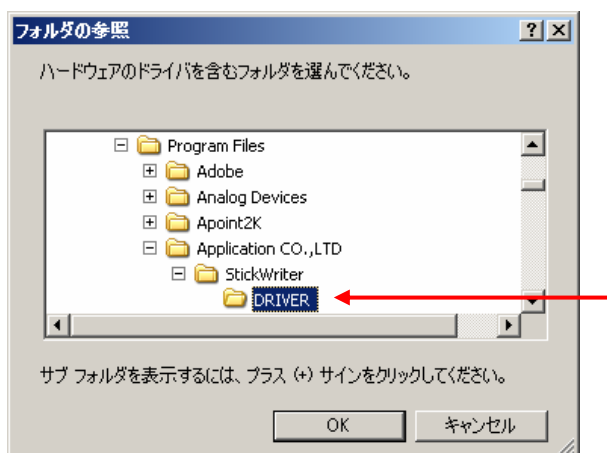 フォルダの参照
ハードウェアのドライバを含むフォルダを選んでください。
Program Files
Adobe
Analog Devices
Apoint2K
Application CO.,LTD
StickWriter
DRIVER
サブ フォルダを表示するには、プラス (+) サインをクリックしてください。
OK キャンセル